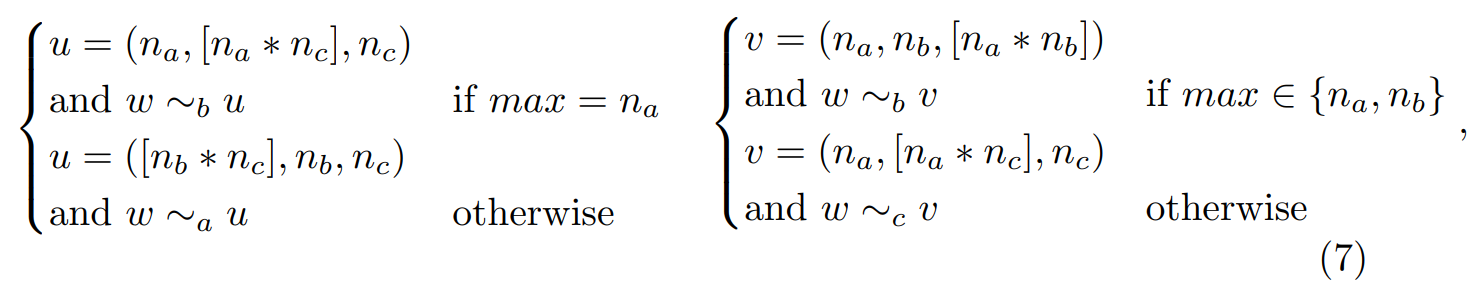 u = (n_a, [n_a ∗ n_c], n_c)
and w ∼_b u if max = n_a
u = ([n_b ∗ n_c], n_b, n_c)
and w ∼_a u otherwise
v = (n_a, n_b, [n_a ∗ n_b])
and w ∼_b v if max ∈ {n_a, n_b}
v = (n_a, [n_a ∗ n_c], n_c)
and w ∼_c v otherwise
,
(7)